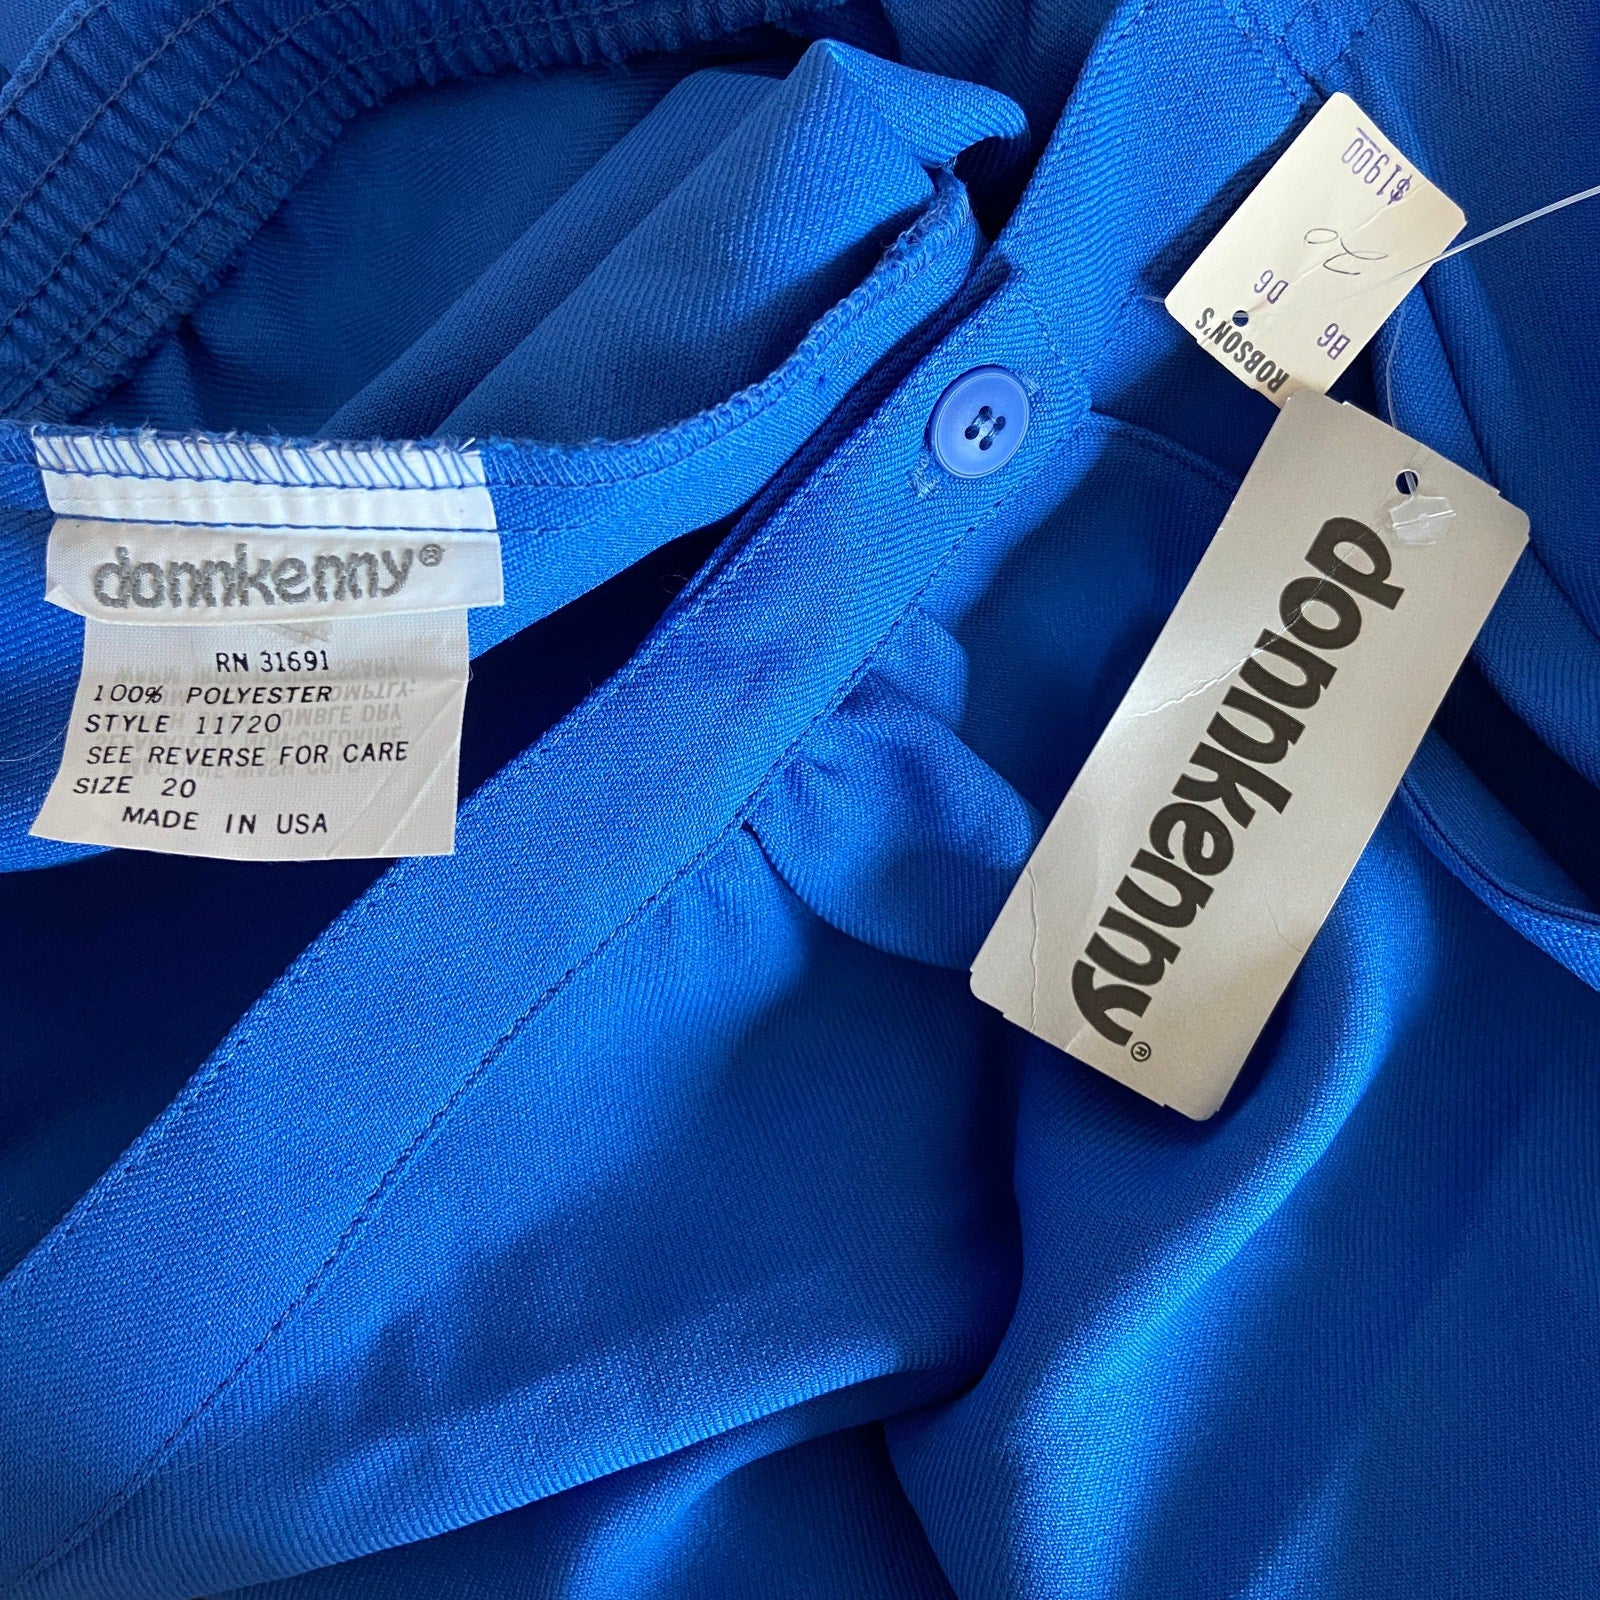 donnkenny®
RN 31691
100% POLYESTER
STYLE 11720
SEE REVERSE FOR CARE
SIZE 20
MADE IN USA
ROBSON'S
B6
D6
20
$1900
donnkenny®